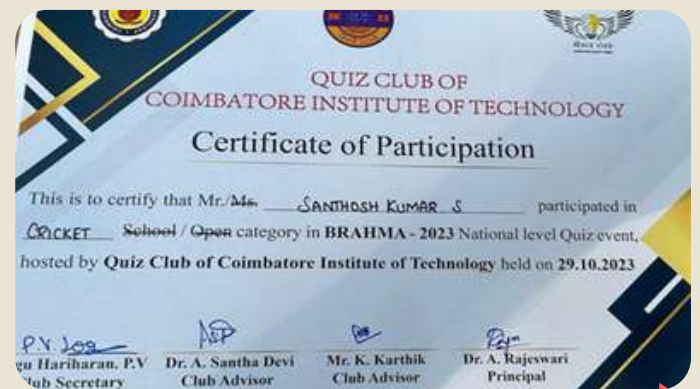 QUIZ CLUB OF
COIMBATORE INSTITUTE OF TECHNOLOGY
Certificate of Participation
This is to certify that Mr./Ms. SANTHOSH KUMAR S participated in
CRICKET School / Open category in BRAHMA - 2023 National level Quiz event,
hosted by Quiz Club of Coimbatore Institute of Technology held on 29.10.2023
Hariharan. P.V Dr. A. Santha Devi Mr. K. Karthik Dr. A. Rajeswari
Secretary Club Advisor Club Advisor Principal